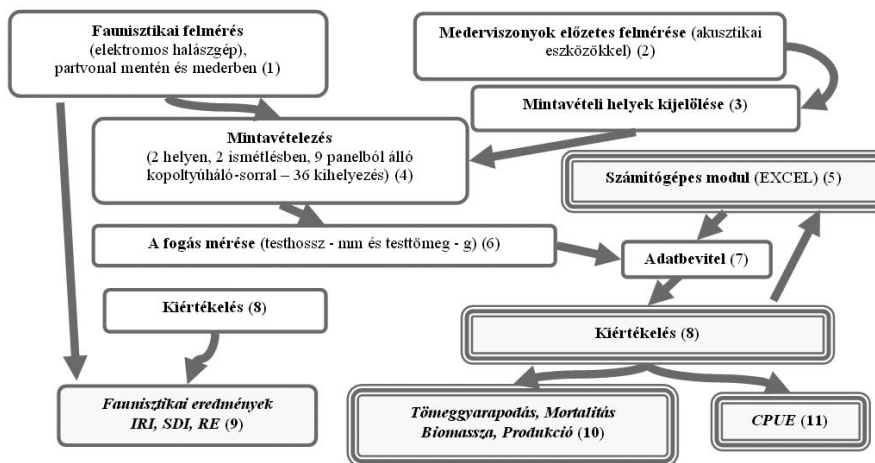 Faunisztikai felmérés
(elektromos halászgép),
partvonal mentén és mederben (1)
Mederviszonyok előzetes felmérése (akusztikai
eszközökkel) (2)
Mintavételi helyek kijelölése (3)
Mintavételezés
(2 helyen, 2 ismétlésben, 9 panelból álló
kopoltyúháló-sorral – 36 kihelyezés) (4)
Számítógépes modul (EXCEL) (5)
A fogás mérése (testhossz - mm és testtömeg - g) (6)
Adatbevitel (7)
Kiértékelés (8)
Kiértékelés (8)
Faunisztikai eredmények
IRI, SDI, RE (9)
Tömeggyarapodás, Mortalitás
Biomassza, Produkció (10)
CPUE (11)